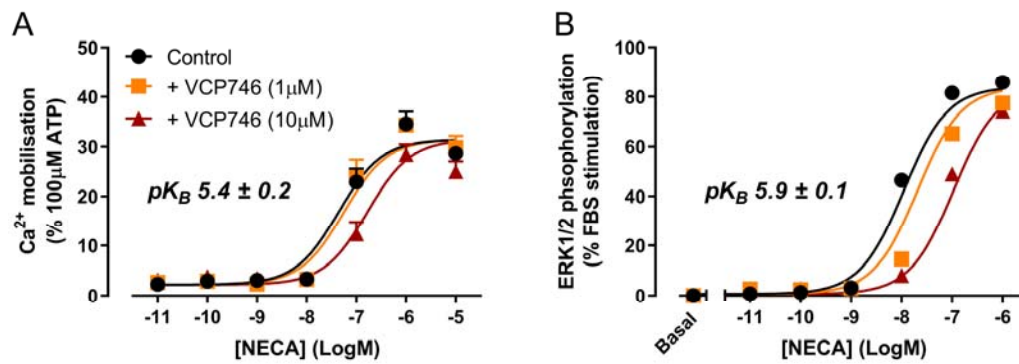 A
Ca2+ mobilisation
(% 100µM ATP)
50
40
30
20
10
0
Control
+ VCP746 (1µM)
+ VCP746 (10µM)
pKB 5.4 ± 0.2
-11 -10 -9 -8 -7 -6 -5
[NECA] (LogM)
B
ERK1/2 phsophorylation
(% FBS stimulation)
100
80
60
40
20
0
pKB 5.9 ± 0.1
Basal -11 -10 -9 -8 -7 -6
[NECA] (LogM)